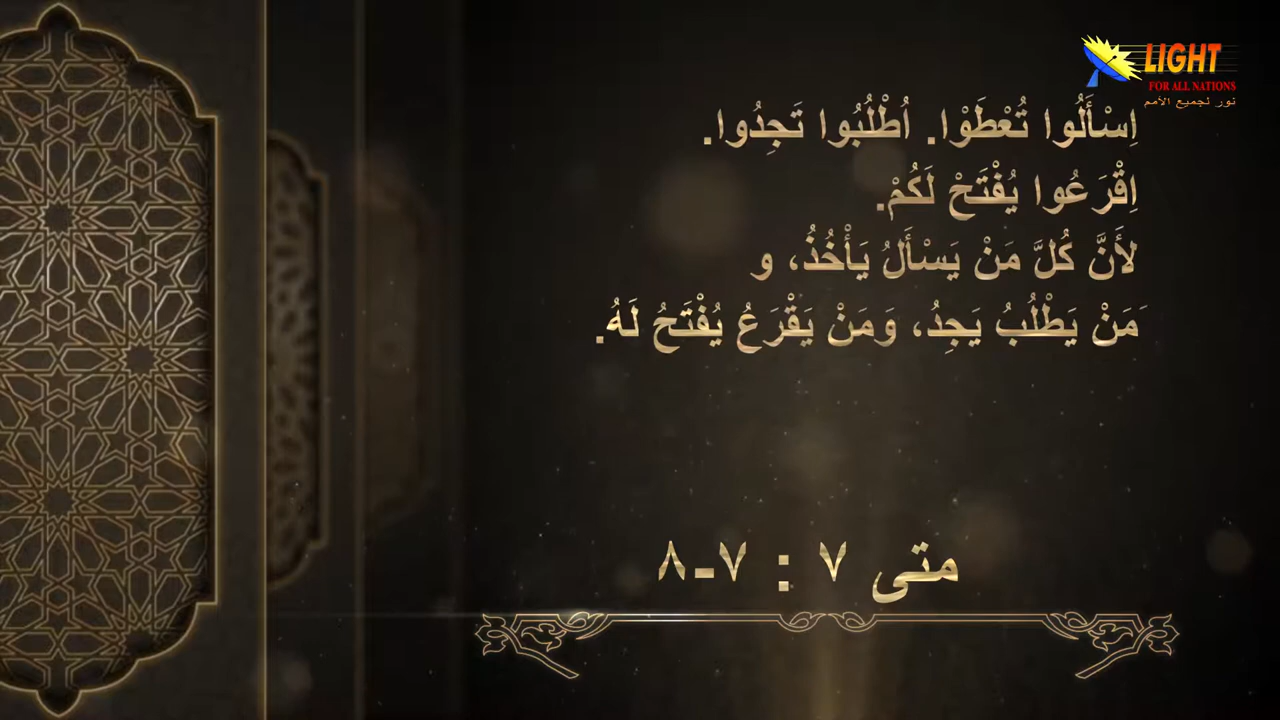 LIGHT
FOR ALL NATIONS
نور لجميع الأمم
اِسْأَلُوا تُعْطَوْا. اُطْلُبُوا تَجِدُوا.
اِقْرَعُوا يُفْتَحْ لَكُمْ.
لأَنَّ كُلَّ مَنْ يَسْأَلُ يَأْخُذُ، و
َمَنْ يَطْلُبُ يَجِدُ، وَمَنْ يَقْرَعُ يُفْتَحُ لَهُ.
متى ٧ : ٧-٨